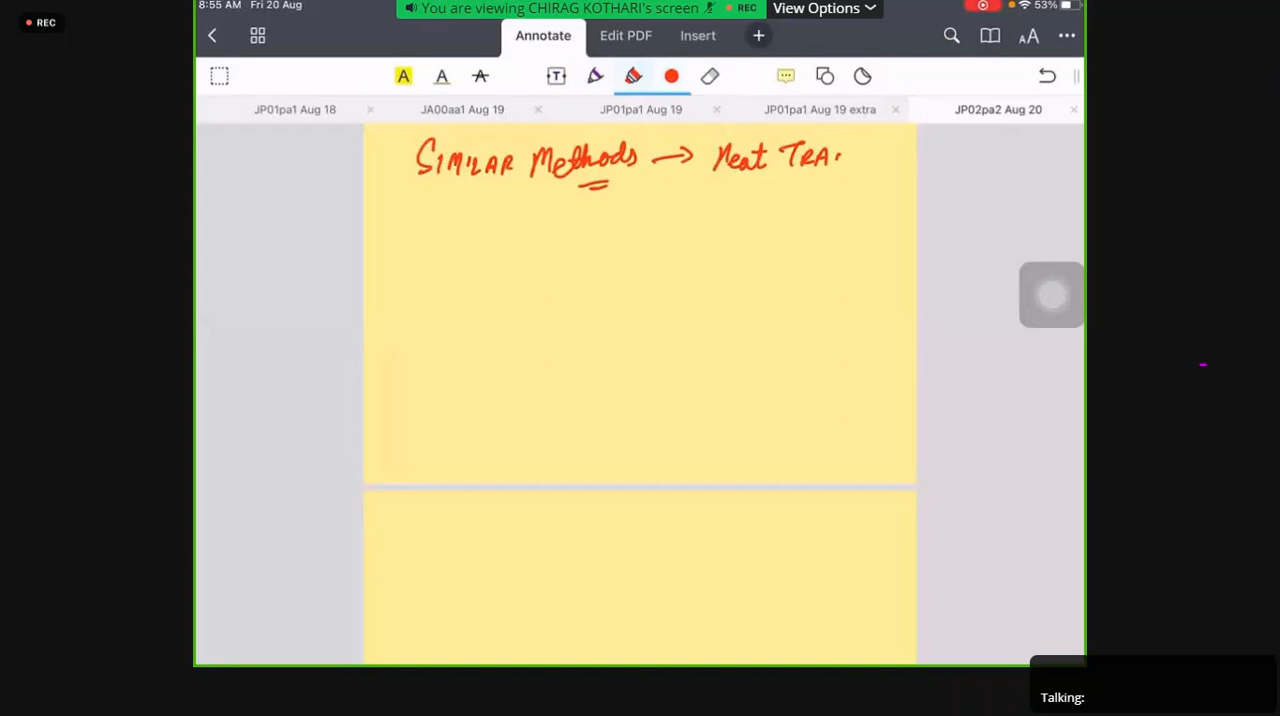 REC
8:55 AM Fri 20 Aug
You are viewing CHIRAG KOTHARI's screen
REC
View Options
53%
Annotate
Edit PDF
Insert
AA
A
A
A
T
JP01pa1 Aug 18
JA00aa1 Aug 19
JP01pa1 Aug 19
JP01pa1 Aug 19 extra
JP02pa2 Aug 20
SIMILAR Methods → Heat TRA
Talking: